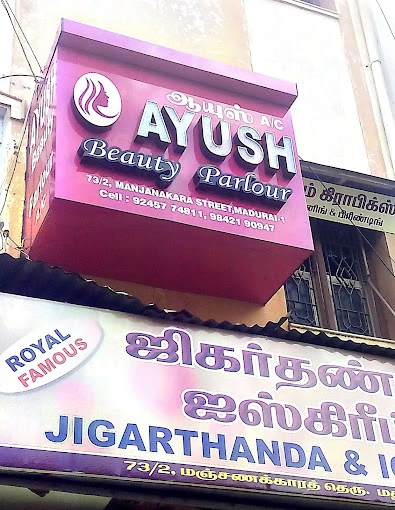 ஆயுஸ் A/C
AYUSH
Beauty Parlour
73/2, MANJANAKARA STREET, MADURAI-1
Cell : 92457 74811, 98421 90947
கிராபிக்ஸ்
& பிரிண்டிங்
ROYAL
FAMOUS
ஜிகர்தண்
ஐஸ்கிரீம்
JIGARTHANDA &
73/2, மஞ்சணக்காரத் தெரு.